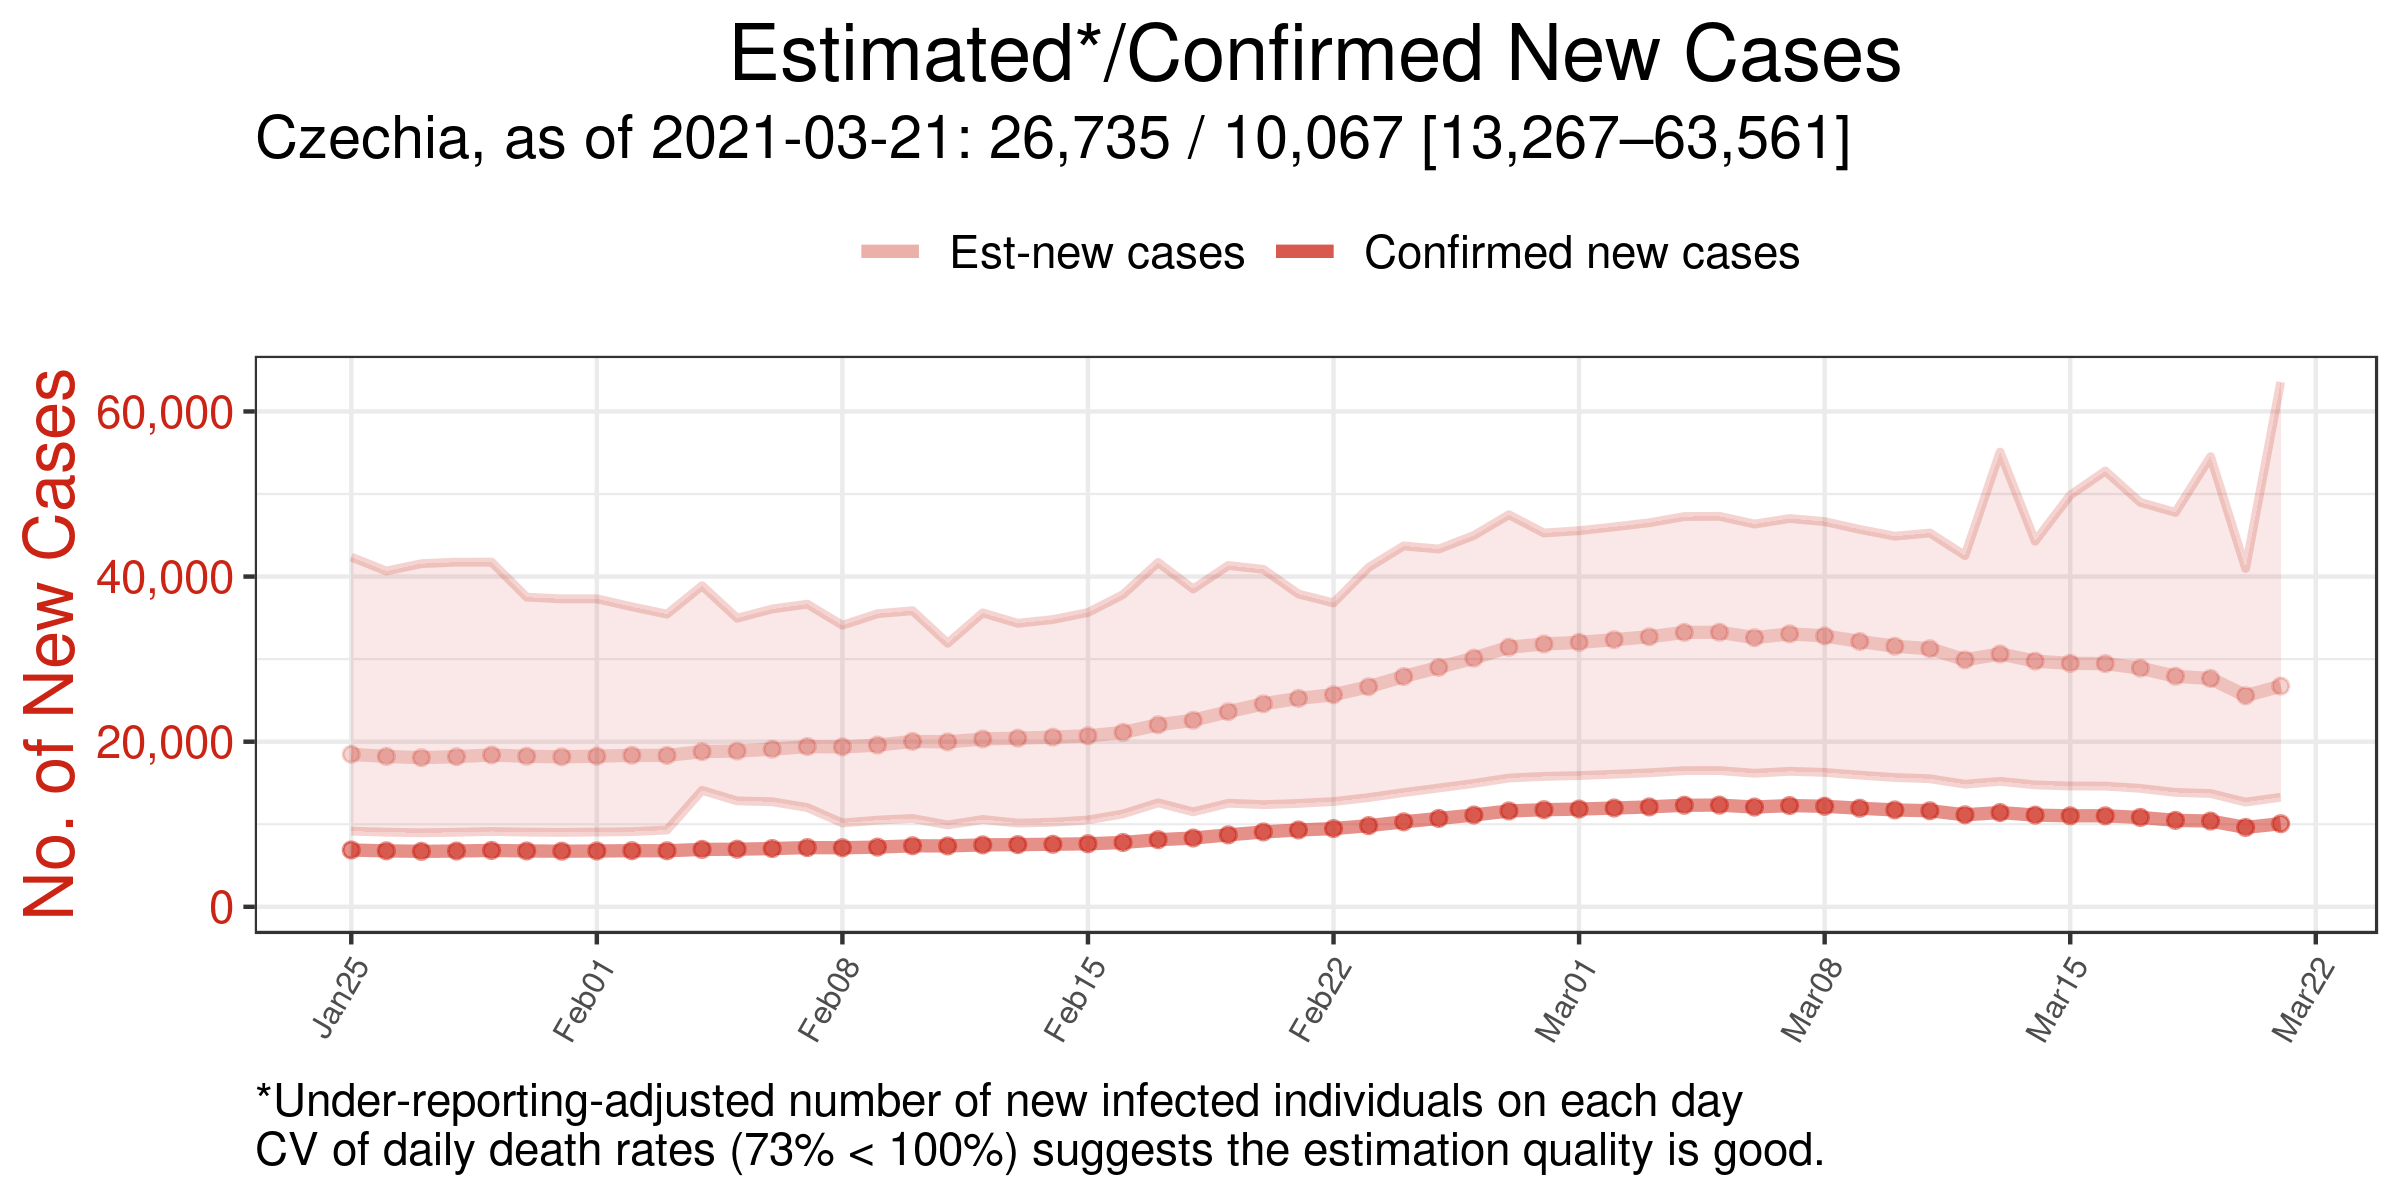 Estimated*/Confirmed New Cases
Czechia, as of 2021-03-21: 26,735 / 10,067 [13,267–63,561]
Est-new cases Confirmed new cases
No. of New Cases
60,000
40,000
20,000
0
Jan25 Feb01 Feb08 Feb15 Feb22 Mar01 Mar08 Mar15 Mar22
*Under-reporting-adjusted number of new infected individuals on each day
CV of daily death rates (73% < 100%) suggests the estimation quality is good.